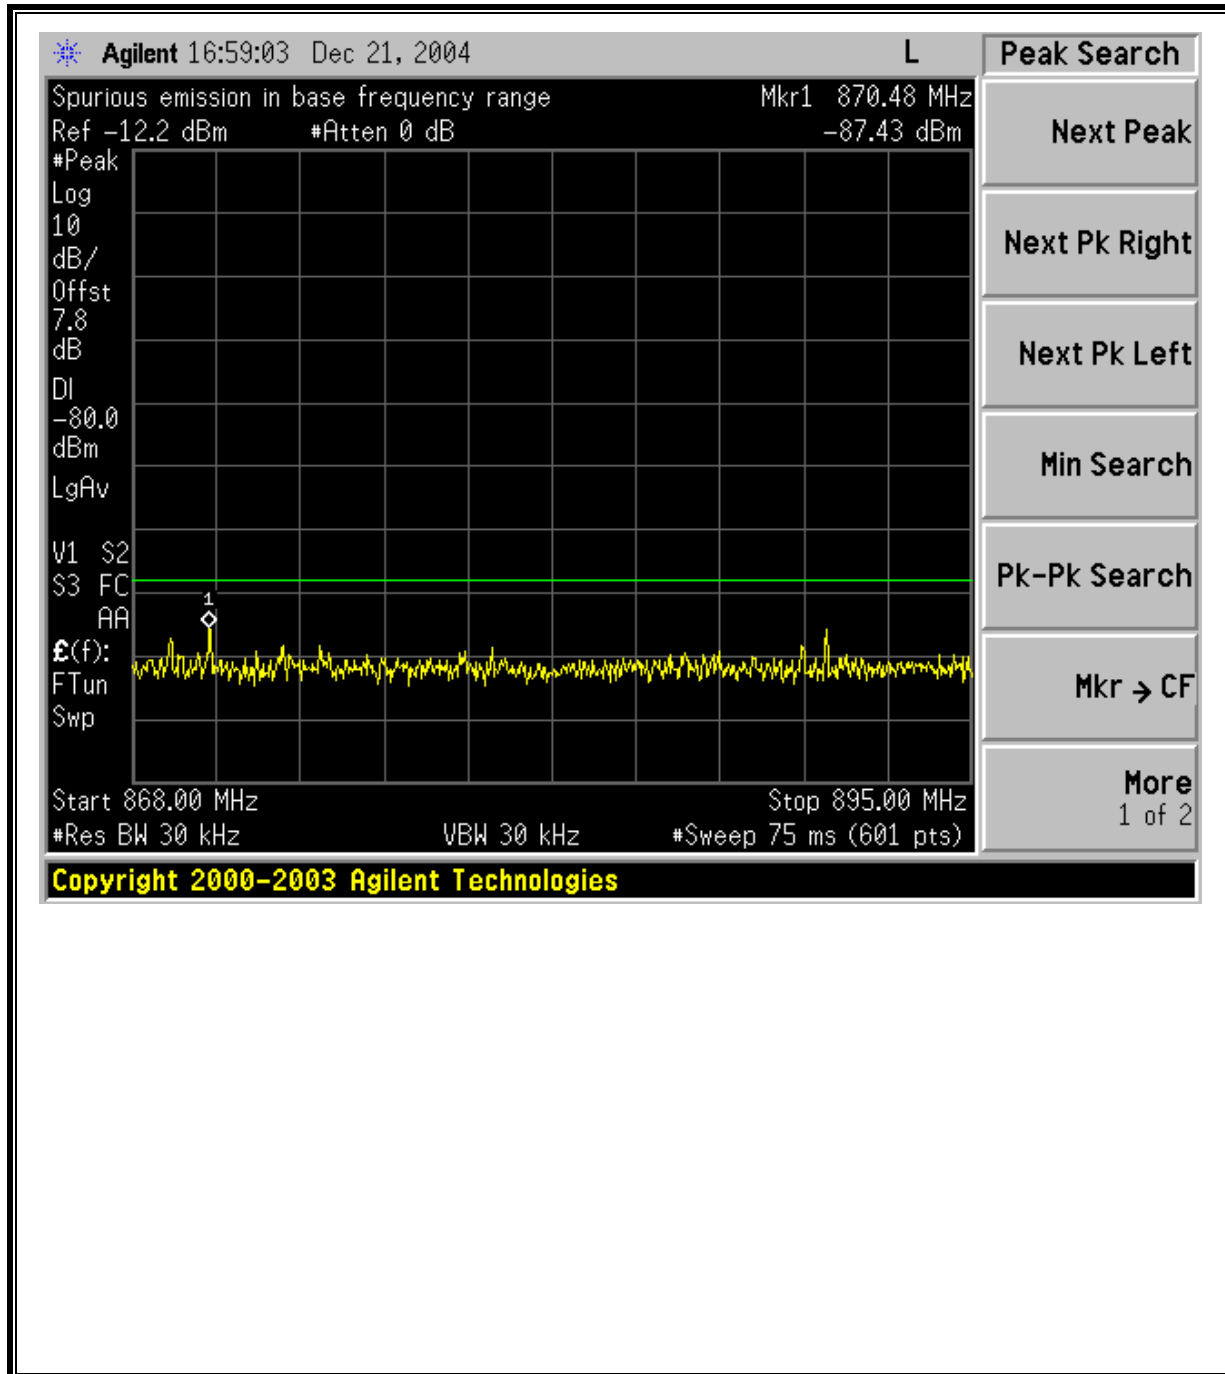 Agilent 16:59:03 Dec 21, 2004 L
Peak Search
Spurious emission in base frequency range
Mkr1 870.48 MHz
Ref -12.2 dBm #Atten 0 dB -87.43 dBm
#Peak
Log
10
dB/
Offst
7.8
dB
DI
-80.0
dBm
LgAv
V1 S2
S3 FC
AA
£(f):
FTun
Swp
1
Start 868.00 MHz Stop 895.00 MHz
#Res BW 30 kHz VBW 30 kHz #Sweep 75 ms (601 pts)
Next Peak
Next Pk Right
Next Pk Left
Min Search
Pk-Pk Search
Mkr → CF
More
1 of 2
Copyright 2000-2003 Agilent Technologies